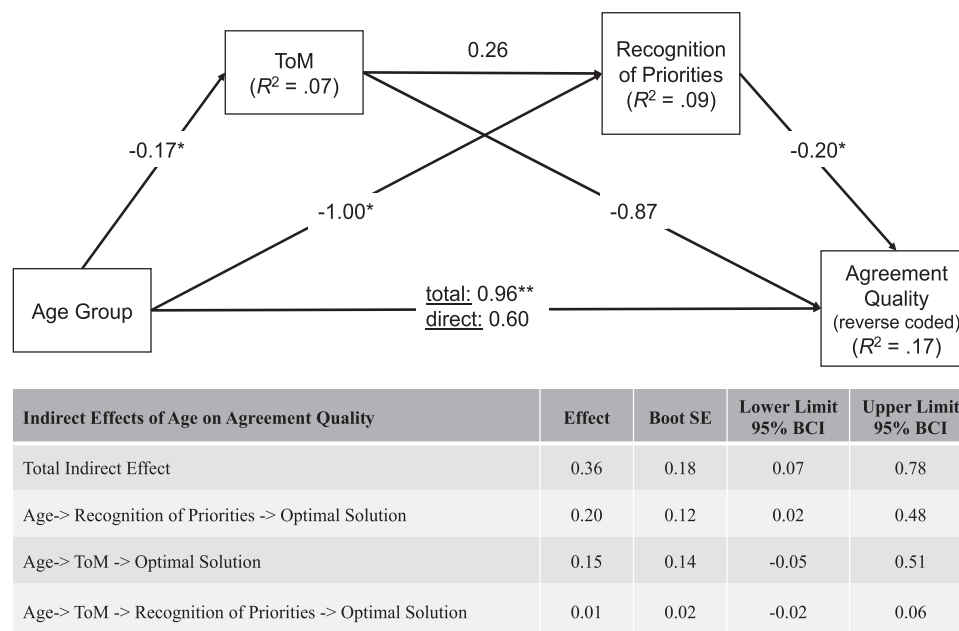 ToM
(R² = .07)
0.26
Recognition
of Priorities
(R² = .09)
-0.17*
-0.20*
-1.00*
-0.87
Age Group
total: 0.96**
direct: 0.60
Agreement
Quality
(reverse coded)
(R² = .17)
Indirect Effects of Age on Agreement Quality Effect Boot SE Lower Limit 95% BCI Upper Limit 95% BCI
Total Indirect Effect 0.36 0.18 0.07 0.78
Age-> Recognition of Priorities -> Optimal Solution 0.20 0.12 0.02 0.48
Age-> ToM -> Optimal Solution 0.15 0.14 -0.05 0.51
Age-> ToM -> Recognition of Priorities -> Optimal Solution 0.01 0.02 -0.02 0.06